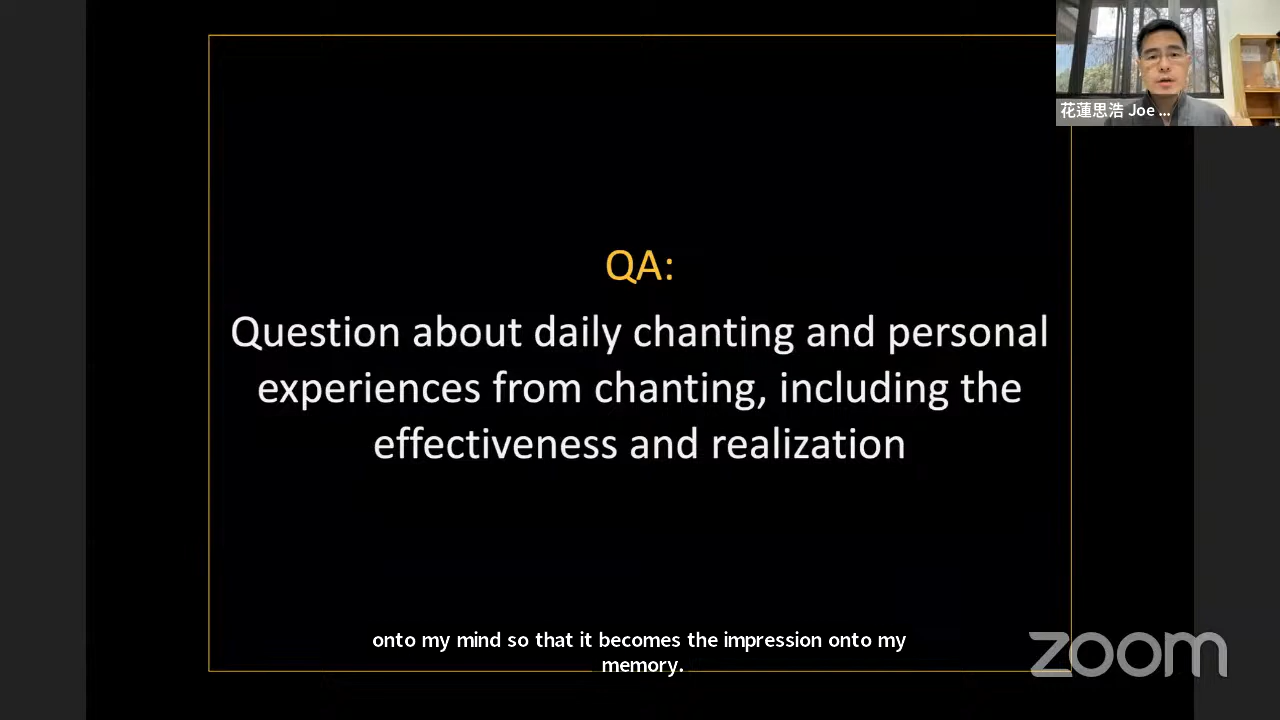 花蓮思浩 Joe ...
QA:
Question about daily chanting and personal
experiences from chanting, including the
effectiveness and realization
onto my mind so that it becomes the impression onto my
memory.
zoom